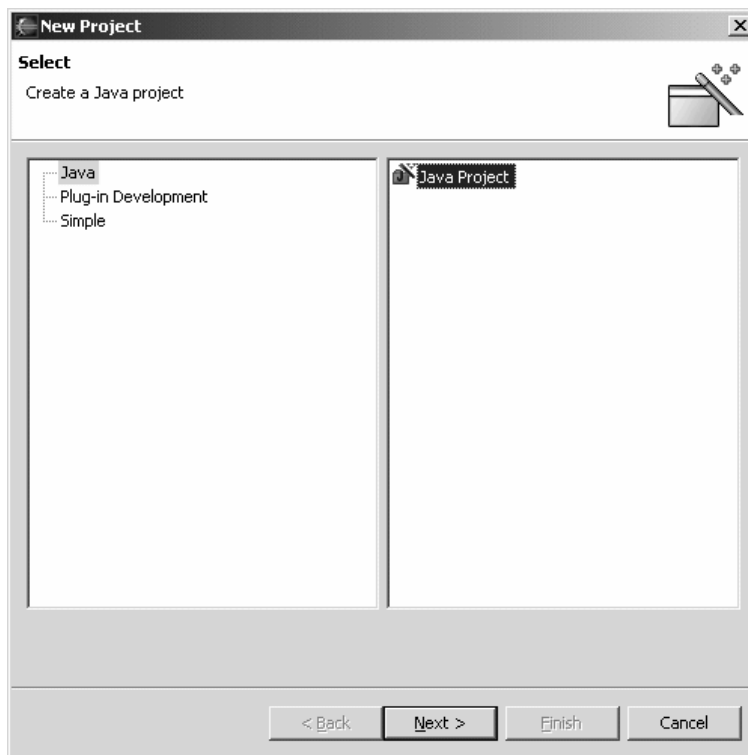 New Project
Select
Create a Java project
Java
Plug-in Development
Simple
Java Project
< Back
Next >
Finish
Cancel